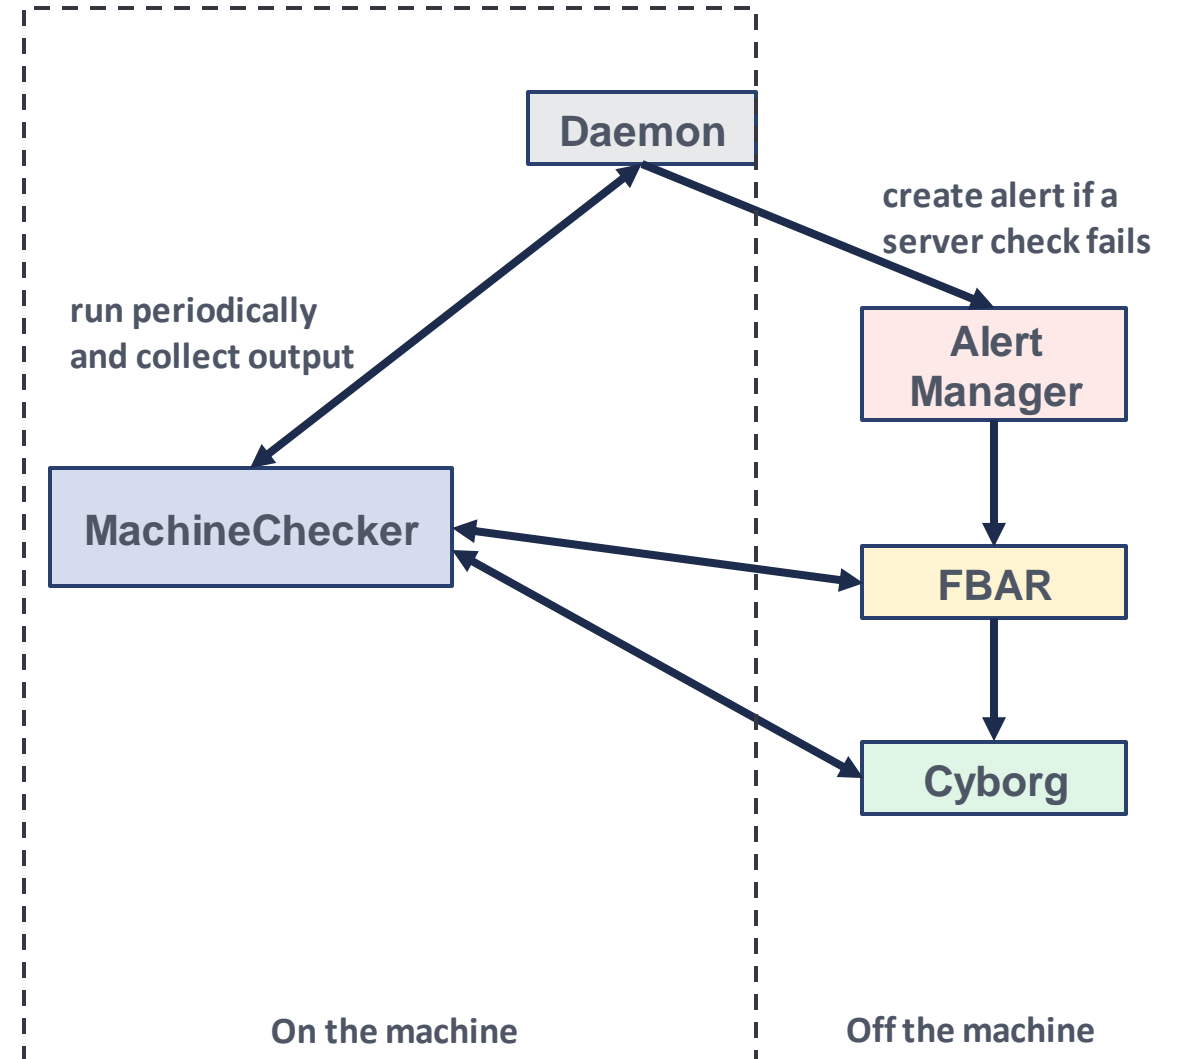 Daemon
create alert if a
server check fails
run periodically
and collect output
Alert
Manager
MachineChecker
FBAR
Cyborg
On the machine
Off the machine